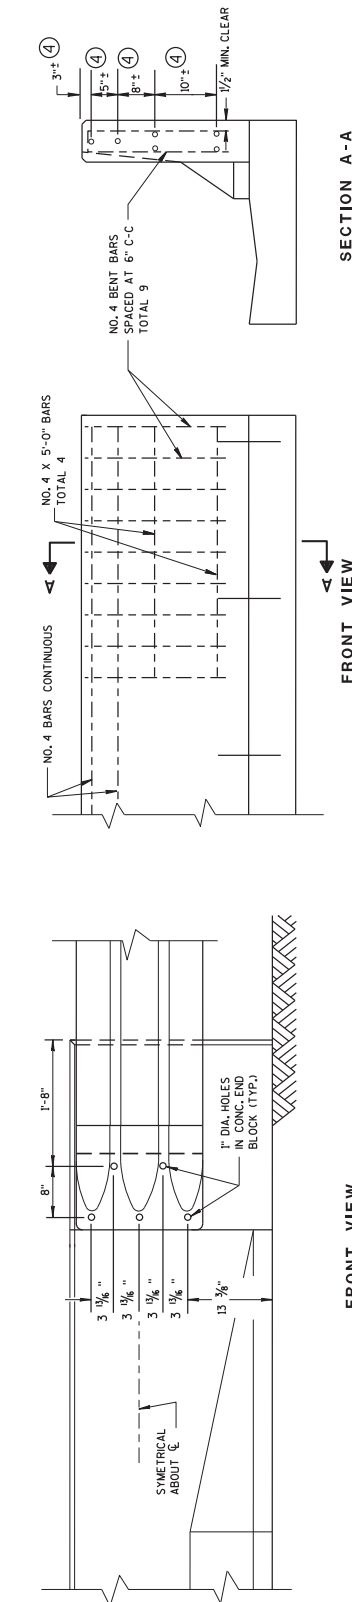 3"± 4
5"± 4
8"± 4
10"± 4
1½" MIN. CLEAR
SECTION A-A
NO. 4 BENT BARS
SPACED AT 6" C-C
TOTAL 9
NO. 4 X 5'-0" BARS
TOTAL 4
NO. 4 BARS CONTINUOUS
A
A
FRONT VIEW
1'-8"
8"
3 13/16"
3 13/16"
3 13/16"
3 13/16"
13 3/8"
1" DIA. HOLES
IN CONC. END
BLOCK (TYP.)
SYMETRICAL
ABOUT ℄
FRONT VIEW